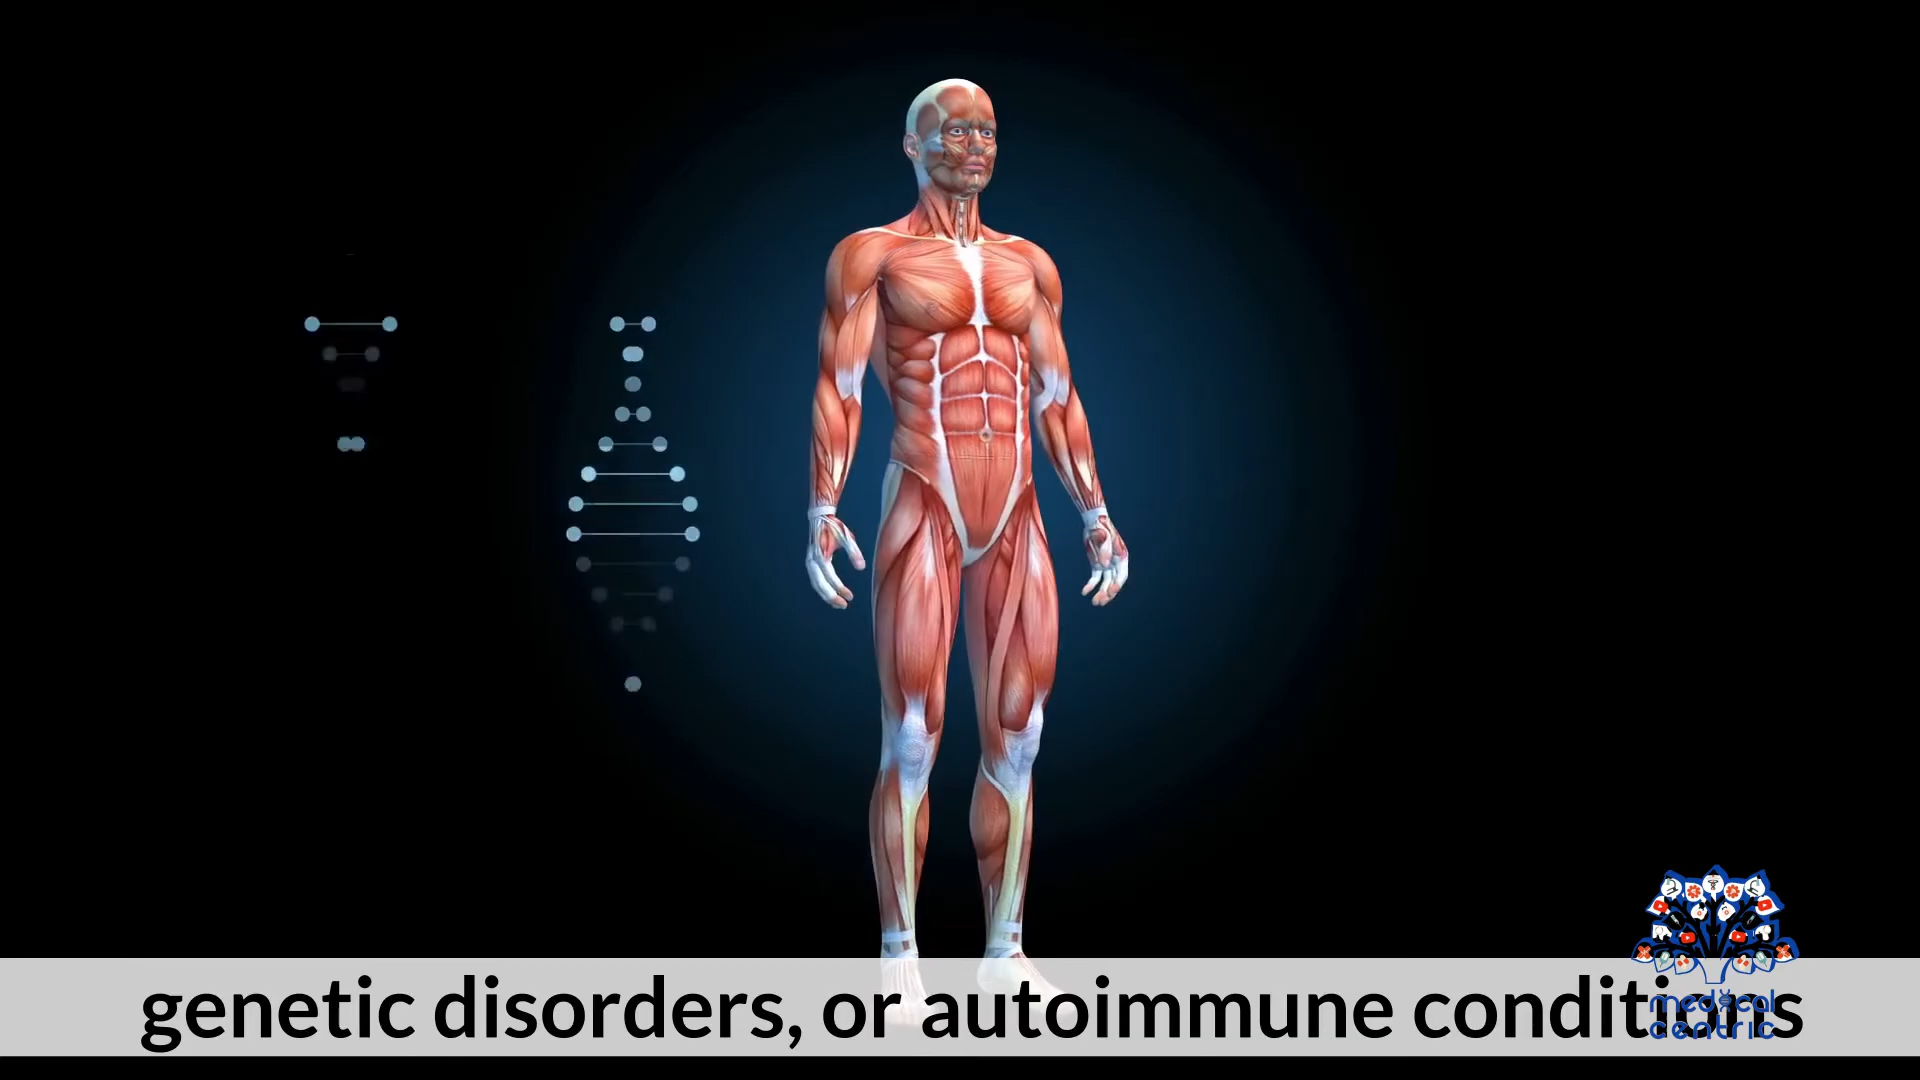 genetic disorders, or autoimmune conditions
medical
centric